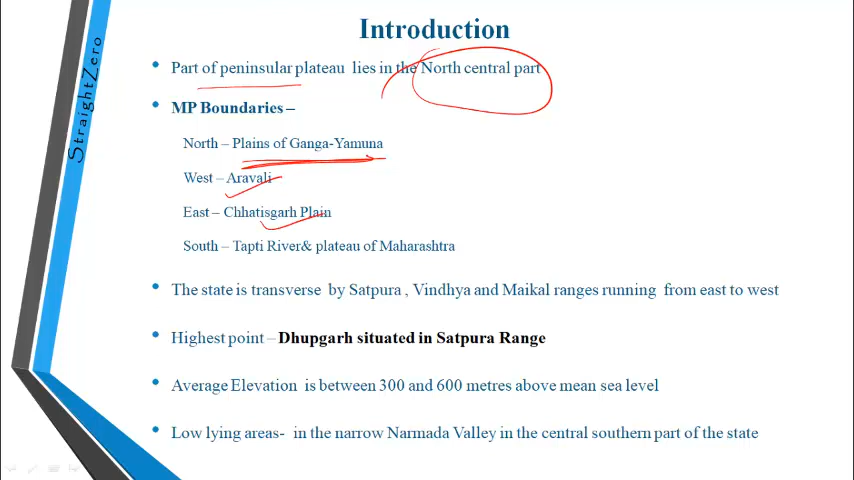 Introduction
StraightZero
• Part of peninsular plateau lies in the North central part
• MP Boundaries –
North – Plains of Ganga-Yamuna
West – Aravali
East – Chhatisgarh Plain
South – Tapti River& plateau of Maharashtra
• The state is transverse by Satpura , Vindhya and Maikal ranges running from east to west
• Highest point – Dhupgarh situated in Satpura Range
• Average Elevation is between 300 and 600 metres above mean sea level
• Low lying areas- in the narrow Narmada Valley in the central southern part of the state